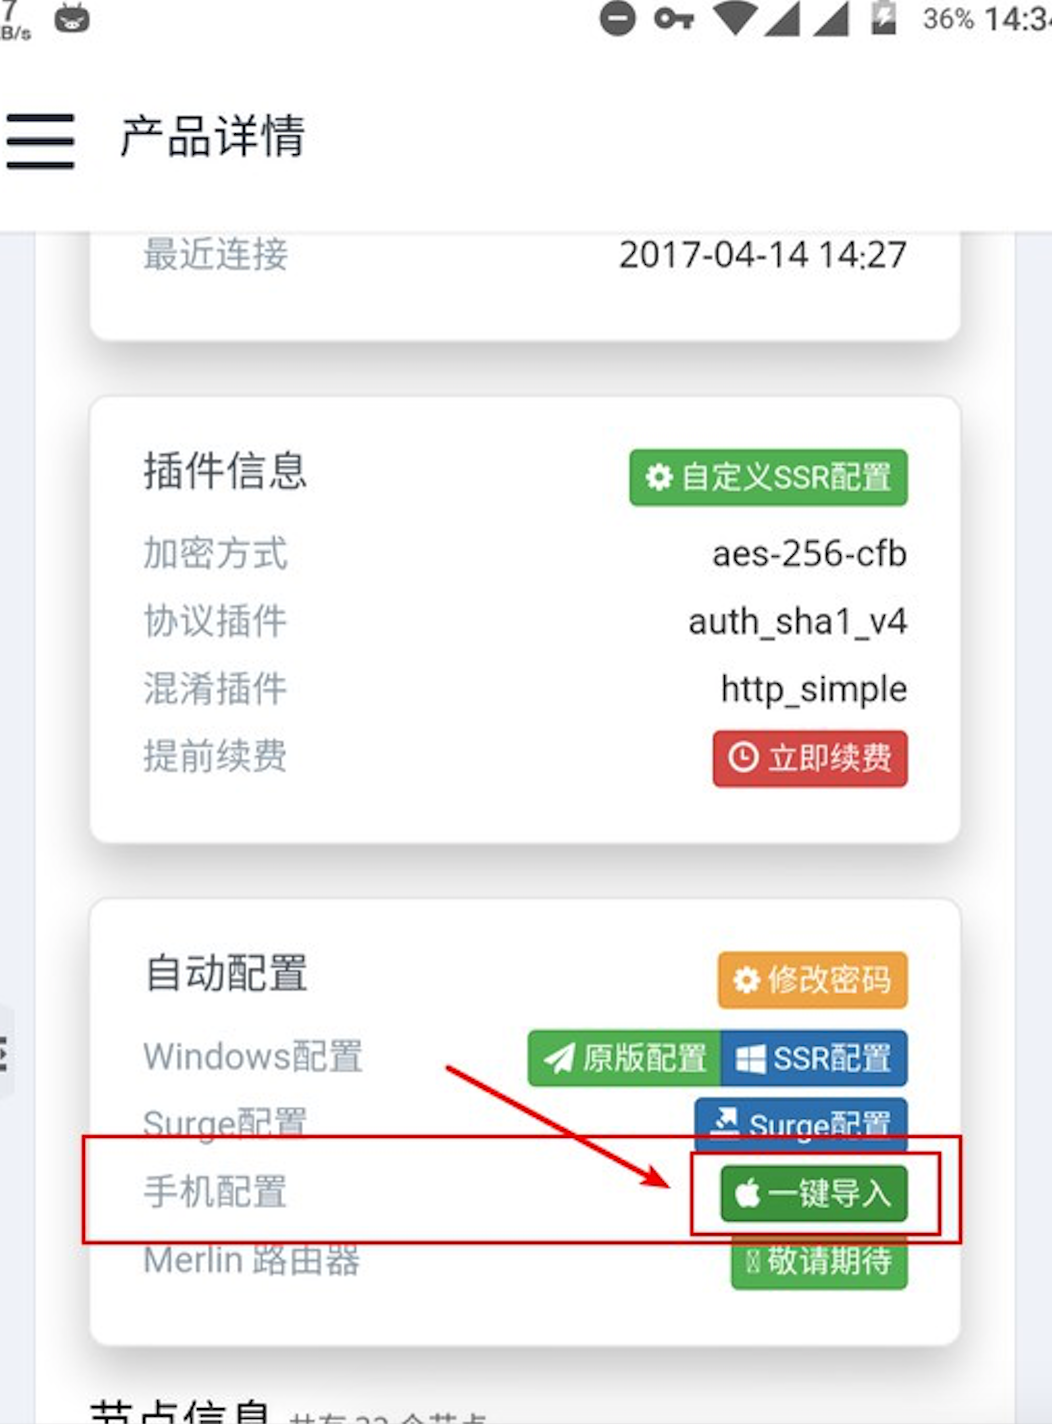 7
B/s
36% 14:3
产品详情
最近连接 2017-04-14 14:27
插件信息 自定义SSR配置
加密方式 aes-256-cfb
协议插件 auth_sha1_v4
混淆插件 http_simple
提前续费 立即续费
自动配置 修改密码
Windows配置 原版配置 SSR配置
Surge配置 Surge配置
手机配置 一键导入
Merlin 路由器 敬请期待
节点信息 共有 22 个节点